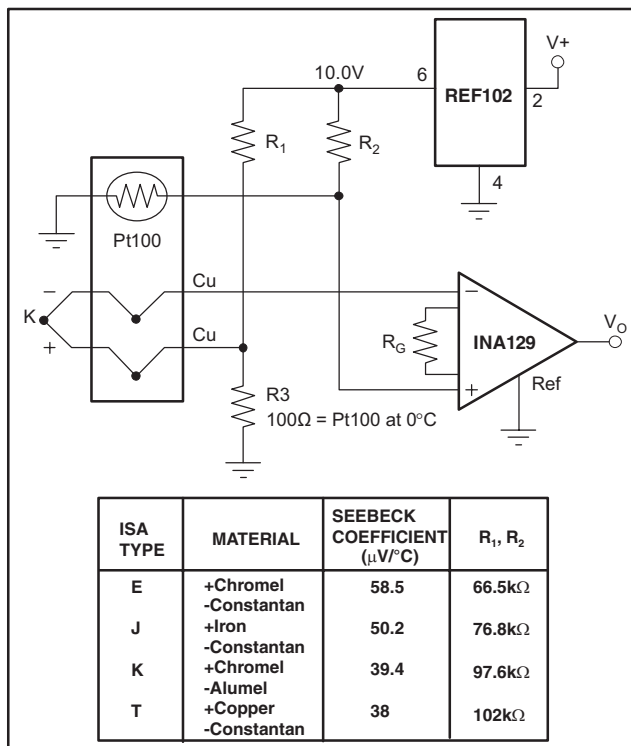 V+
10.0V
6
REF102
2
R1
R2
4
Pt100
Cu
−
K
Cu
+
−
RG
INA129
VO
+
Ref
R3
100Ω = Pt100 at 0°C
ISA TYPE
MATERIAL
SEEBECK COEFFICIENT (μV/°C)
R1, R2
E
+Chromel
-Constantan
58.5
66.5kΩ
J
+Iron
-Constantan
50.2
76.8kΩ
K
+Chromel
-Alumel
39.4
97.6kΩ
T
+Copper
-Constantan
38
102kΩ